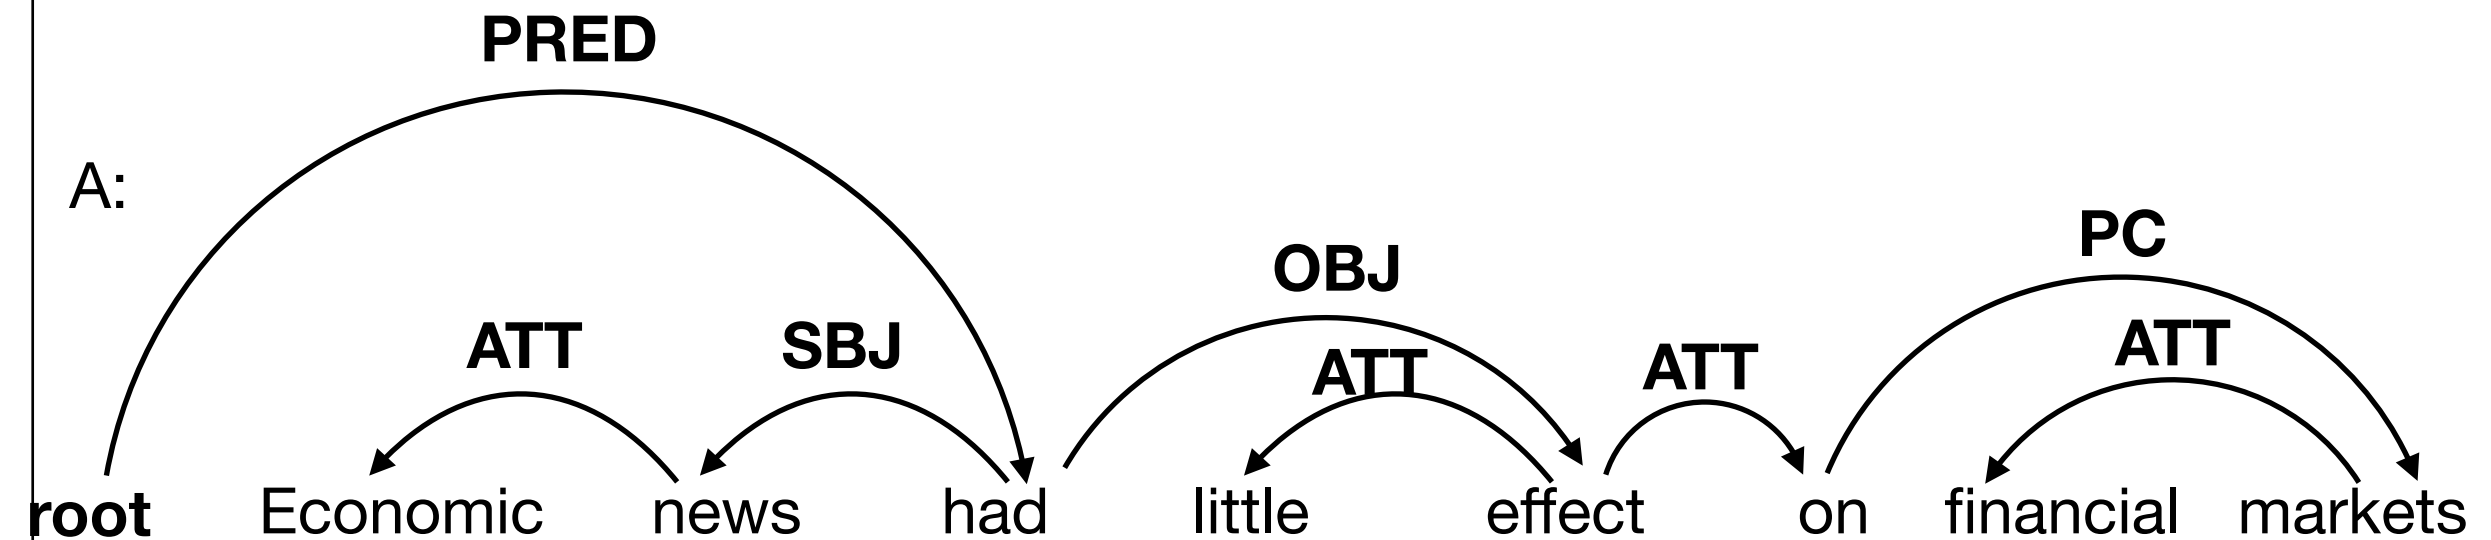 PRED
A:
PC
OBJ
ATT SBJ ATT ATT ATT
root Economic news had little effect on financial markets